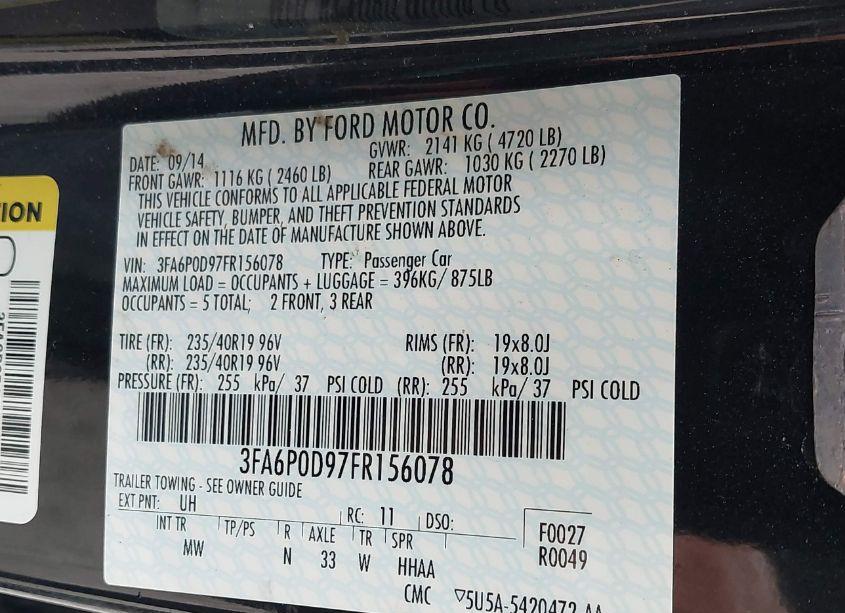 MFD. BY FORD MOTOR CO.
DATE: 09/14 GVWR: 2141 KG ( 4720 LB)
FRONT GAWR: 1116 KG ( 2460 LB) REAR GAWR: 1030 KG ( 2270 LB)
THIS VEHICLE CONFORMS TO ALL APPLICABLE FEDERAL MOTOR
VEHICLE SAFETY, BUMPER, AND THEFT PREVENTION STANDARDS
IN EFFECT ON THE DATE OF MANUFACTURE SHOWN ABOVE.
VIN: 3FA6P0D97FR156078 TYPE: Passenger Car
MAXIMUM LOAD = OCCUPANTS + LUGGAGE = 396KG/ 875LB
OCCUPANTS = 5 TOTAL; 2 FRONT, 3 REAR
TIRE (FR): 235/40R19 96V RIMS (FR): 19x8.0J
(RR): 235/40R19 96V (RR): 19x8.0J
PRESSURE (FR): 255 kPa/ 37 PSI COLD (RR): 255 kPa/ 37 PSI COLD
3FA6P0D97FR156078
TRAILER TOWING - SEE OWNER GUIDE
EXT PNT: UH RC: 11 DSO: F0027
INT TR TP/PS R AXLE TR SPR R0049
MW N 33 W HHAA
CMC ▽5U5A-5420472-AA